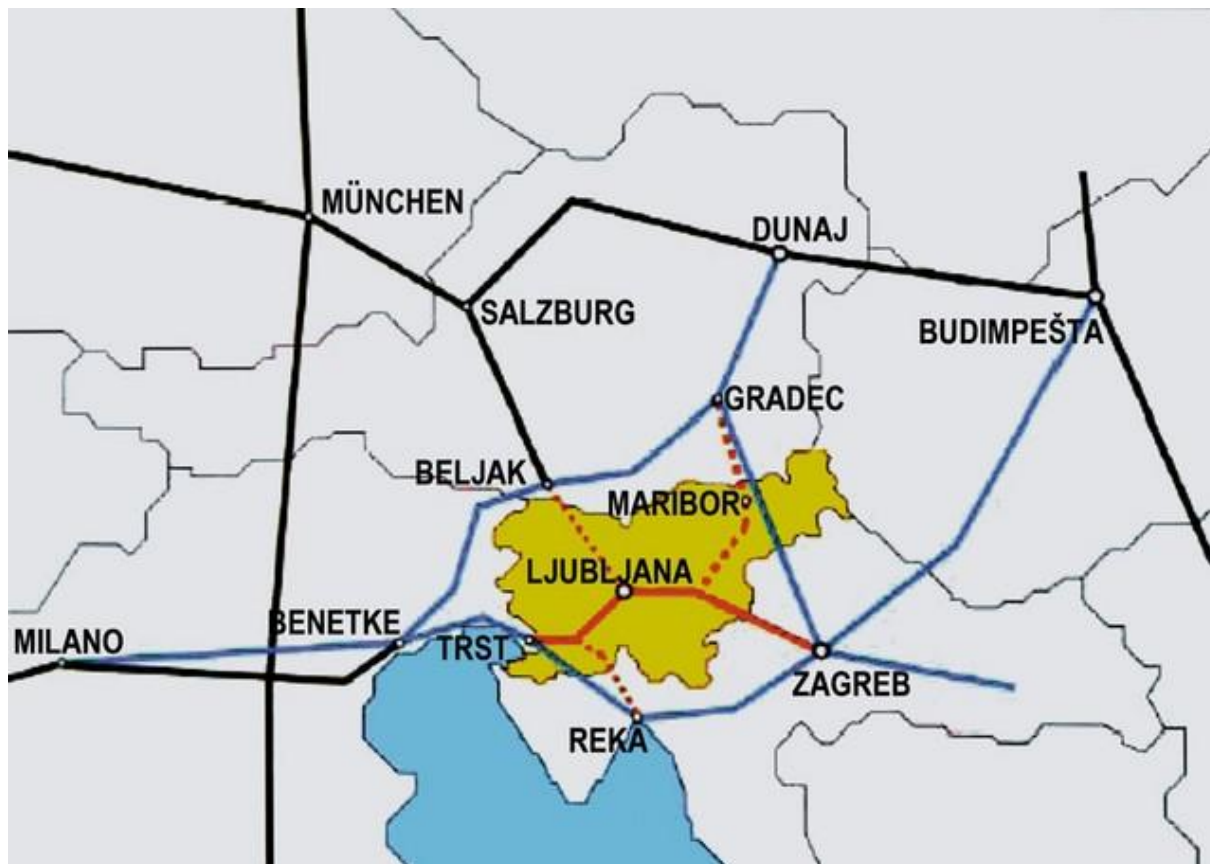 MÜNCHEN
DUNAJ
SALZBURG
BUDIMPEŠTA
GRADEC
BELJAK
MARIBOR
LJUBLJANA
BENETKE
MILANO
TRST
ZAGREB
REKA